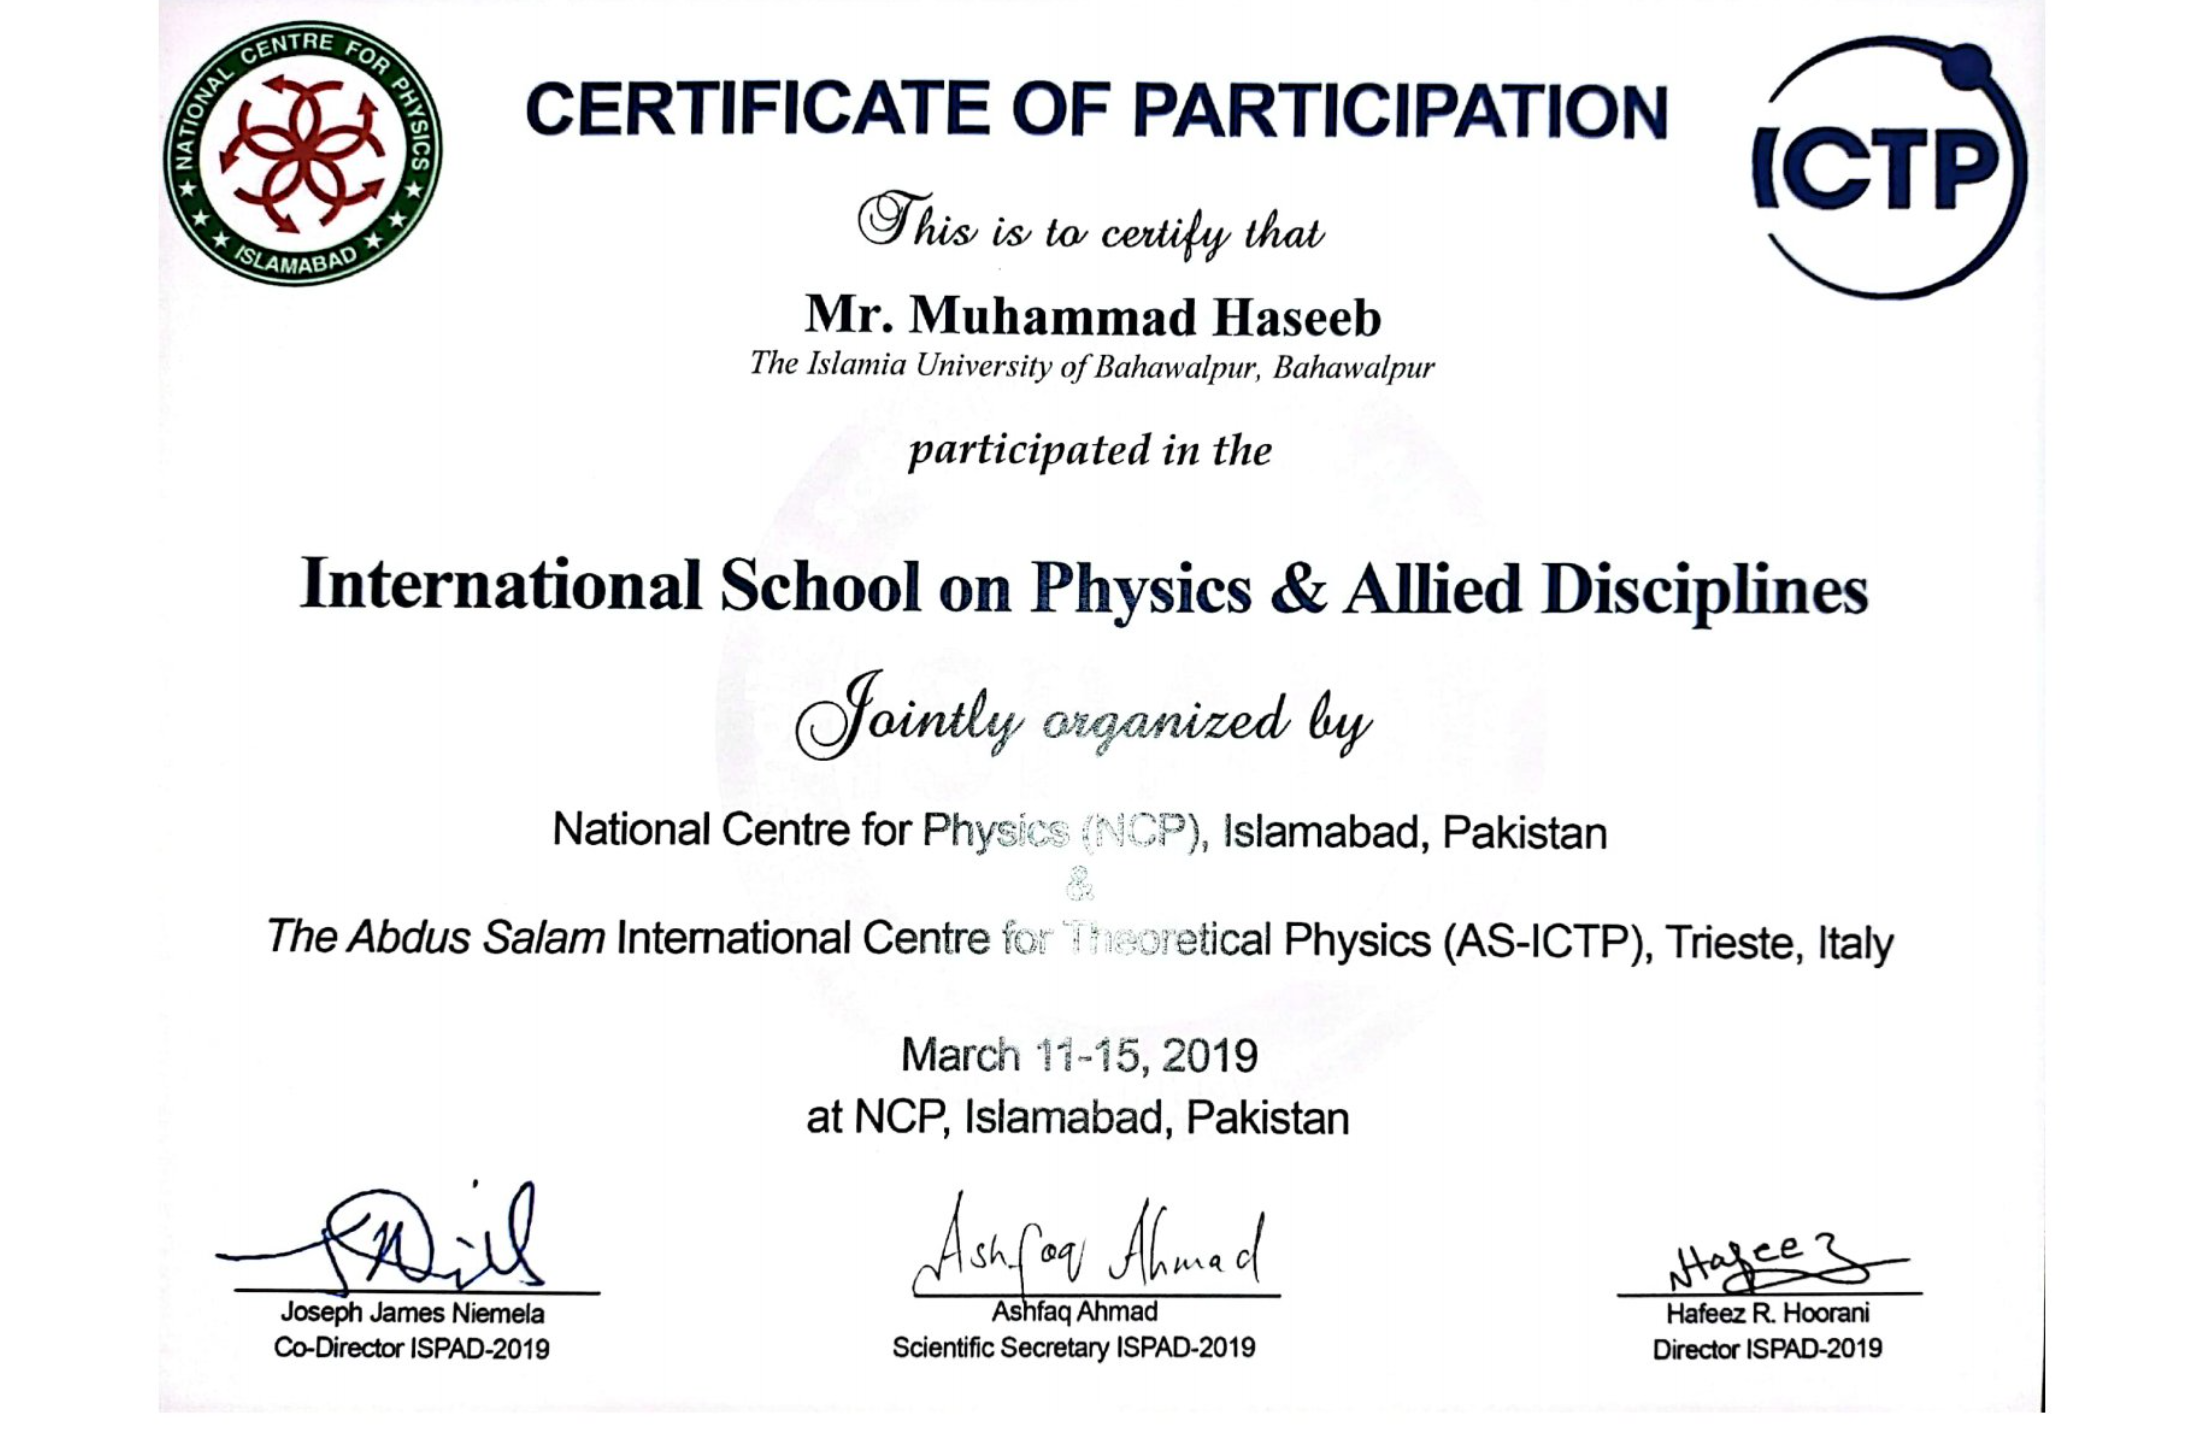 NATIONAL CENTRE FOR PHYSICS
ISLAMABAD
CERTIFICATE OF PARTICIPATION
ICTP
This is to certify that
Mr. Muhammad Haseeb
The Islamia University of Bahawalpur, Bahawalpur
participated in the
International School on Physics & Allied Disciplines
Jointly organized by
National Centre for Physics (NCP), Islamabad, Pakistan
&
The Abdus Salam International Centre for Theoretical Physics (AS-ICTP), Trieste, Italy
March 11-15, 2019
at NCP, Islamabad, Pakistan
Ashfaq Ahmad
Hafeez
Joseph James Niemela
Co-Director ISPAD-2019
Ashfaq Ahmad
Scientific Secretary ISPAD-2019
Hafeez R. Hoorani
Director ISPAD-2019